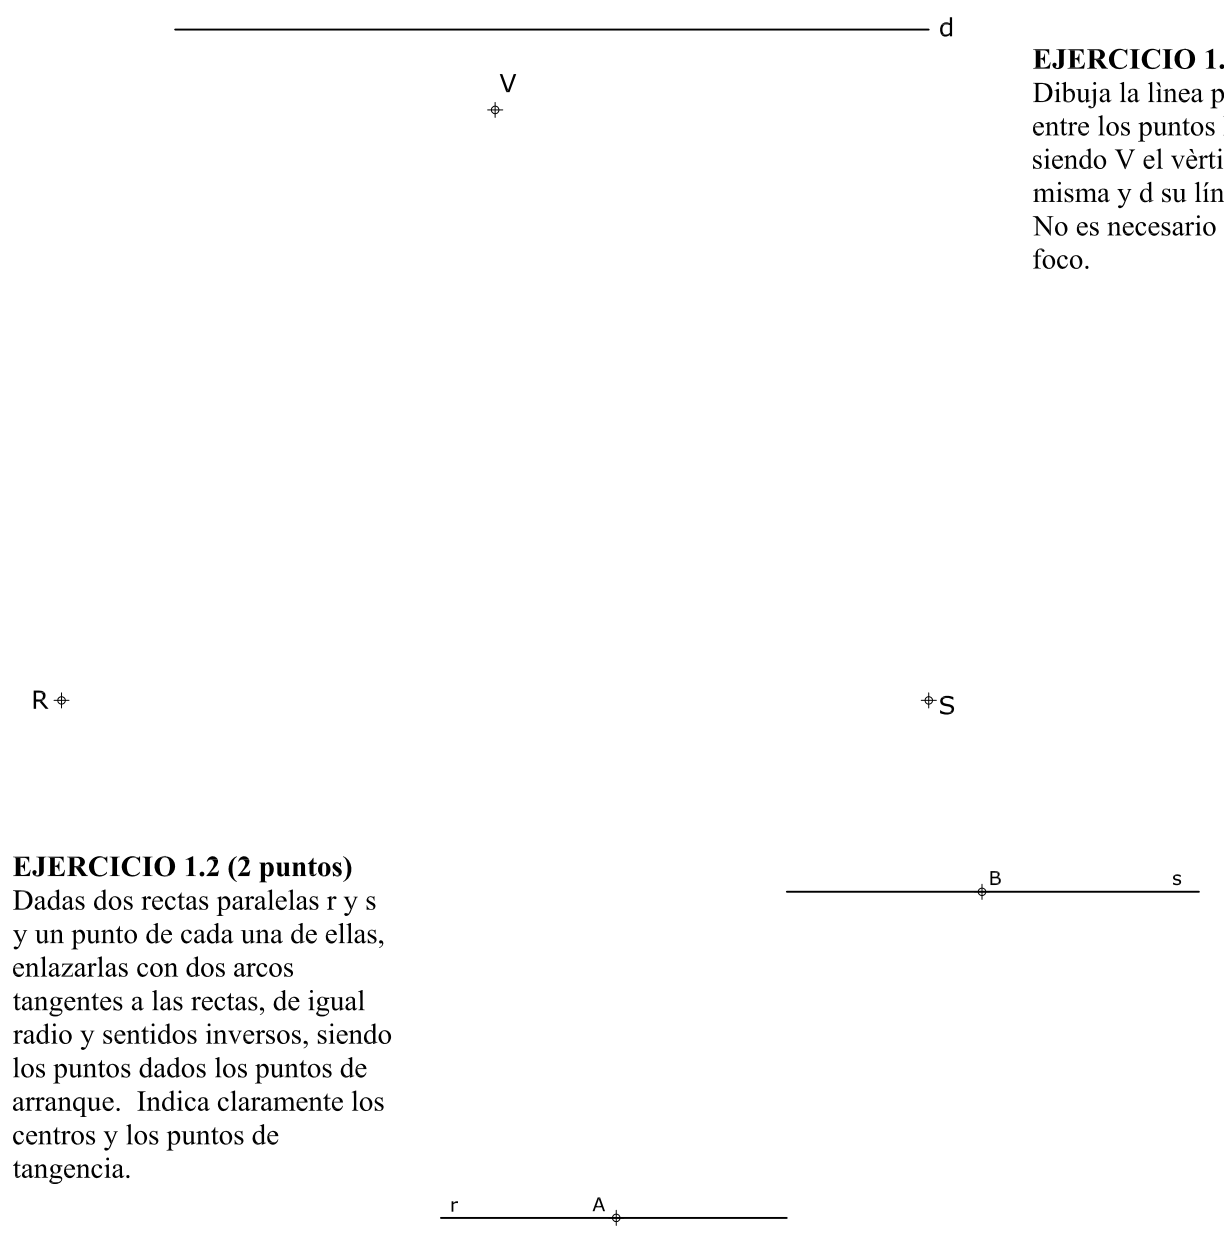 d
V
EJERCICIO 1.
Dibuja la lìnea
entre los puntos
siendo V el
misma y d su
No es necesario
foco.
R
S
EJERCICIO 1.2 (2 puntos)
Dadas dos rectas paralelas r y s
y un punto de cada una de ellas,
enlazarlas con dos arcos
tangentes a las rectas, de igual
radio y sentidos inversos, siendo
los puntos dados los puntos de
arranque.  Indica claramente los
centros y los puntos de
tangencia.
B
s
r
A